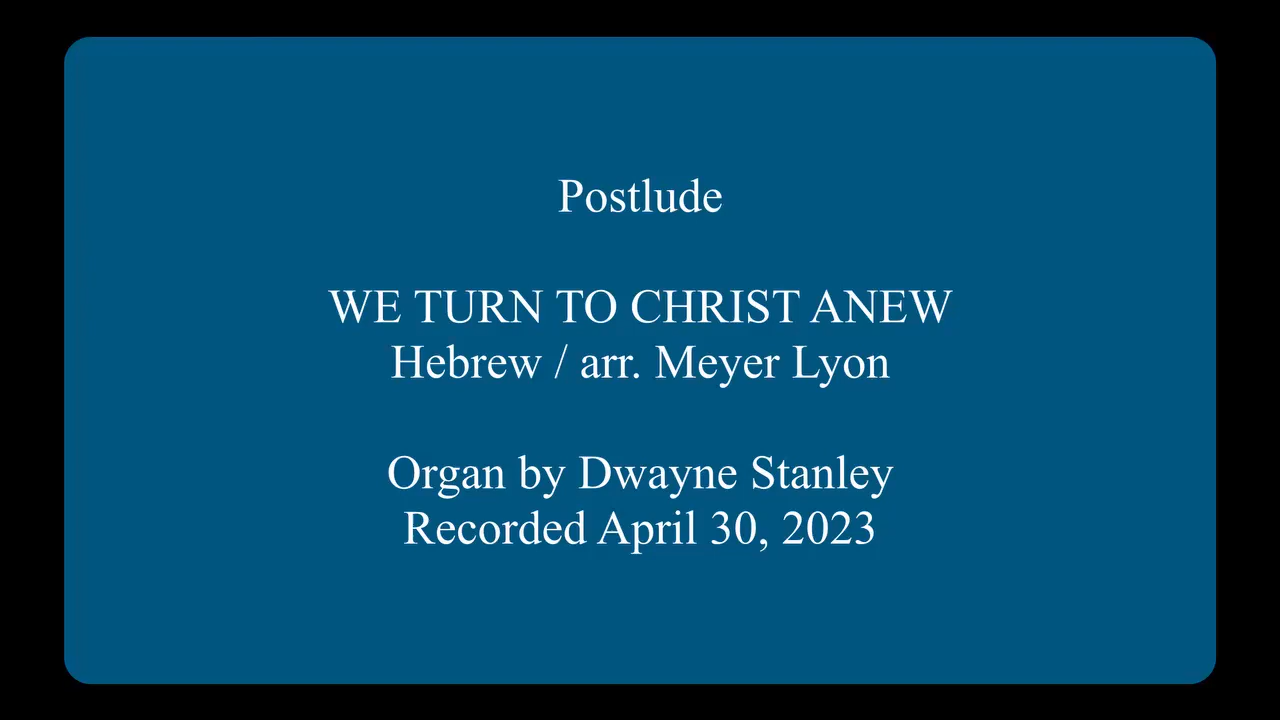 Postlude
WE TURN TO CHRIST ANEW
Hebrew / arr. Meyer Lyon
Organ by Dwayne Stanley
Recorded April 30, 2023